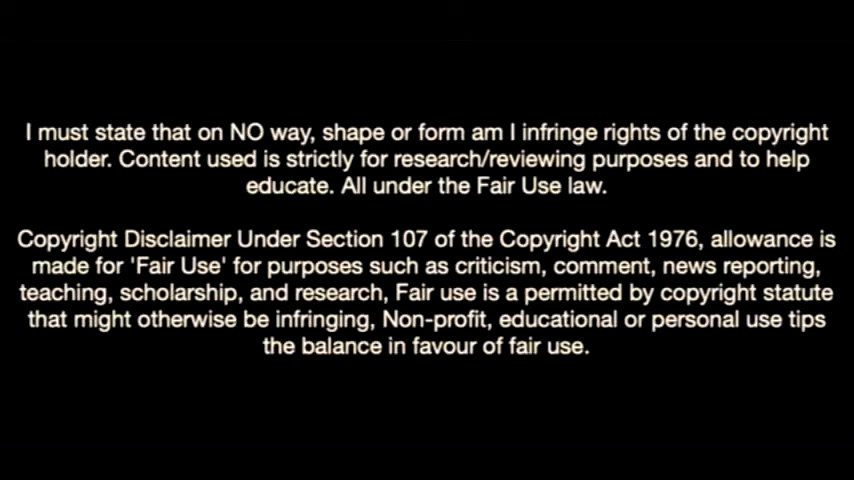 I must state that on NO way, shape or form am I infringe rights of the copyright
holder. Content used is strictly for research/reviewing purposes and to help
educate. All under the Fair Use law.
Copyright Disclaimer Under Section 107 of the Copyright Act 1976, allowance is
made for 'Fair Use' for purposes such as criticism, comment, news reporting,
teaching, scholarship, and research, Fair use is a permitted by copyright statute
that might otherwise be infringing, Non-profit, educational or personal use tips
the balance in favour of fair use.